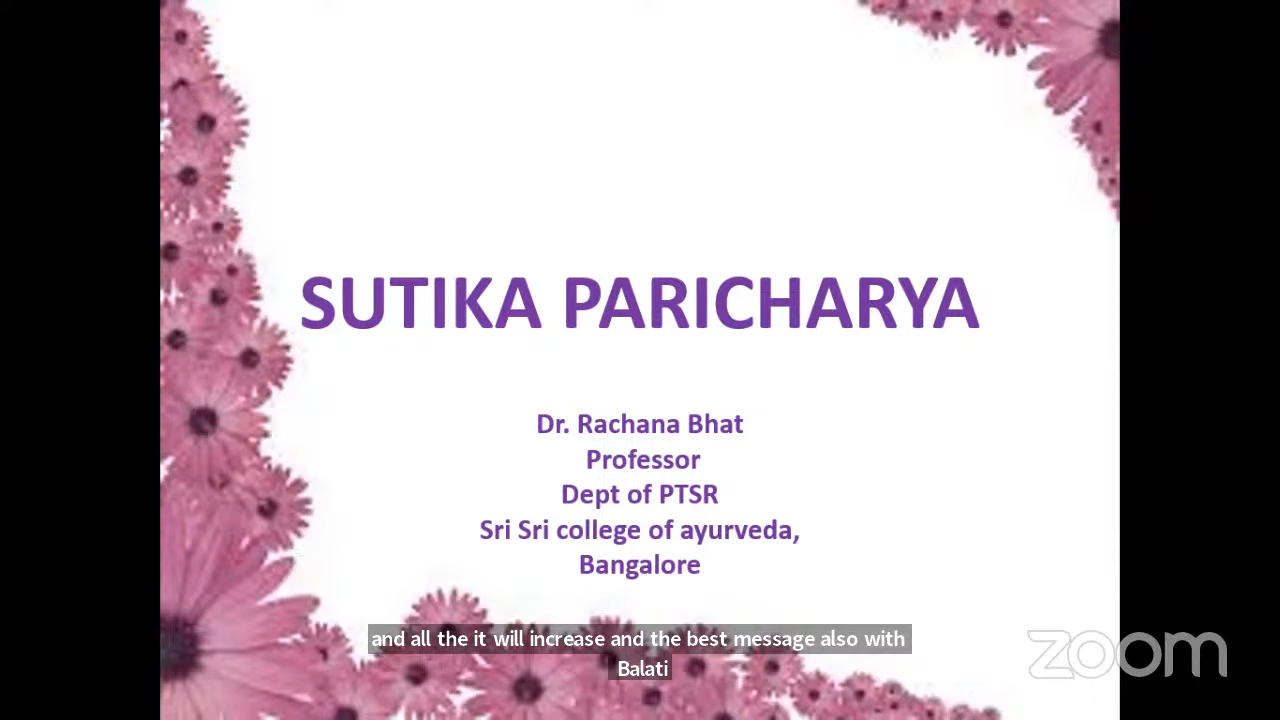 SUTIKA PARICHARYA
Dr. Rachana Bhat
Professor
Dept of PTSR
Sri Sri college of ayurveda,
Bangalore
and all the it will increase and the best message also with
Balati
zoom